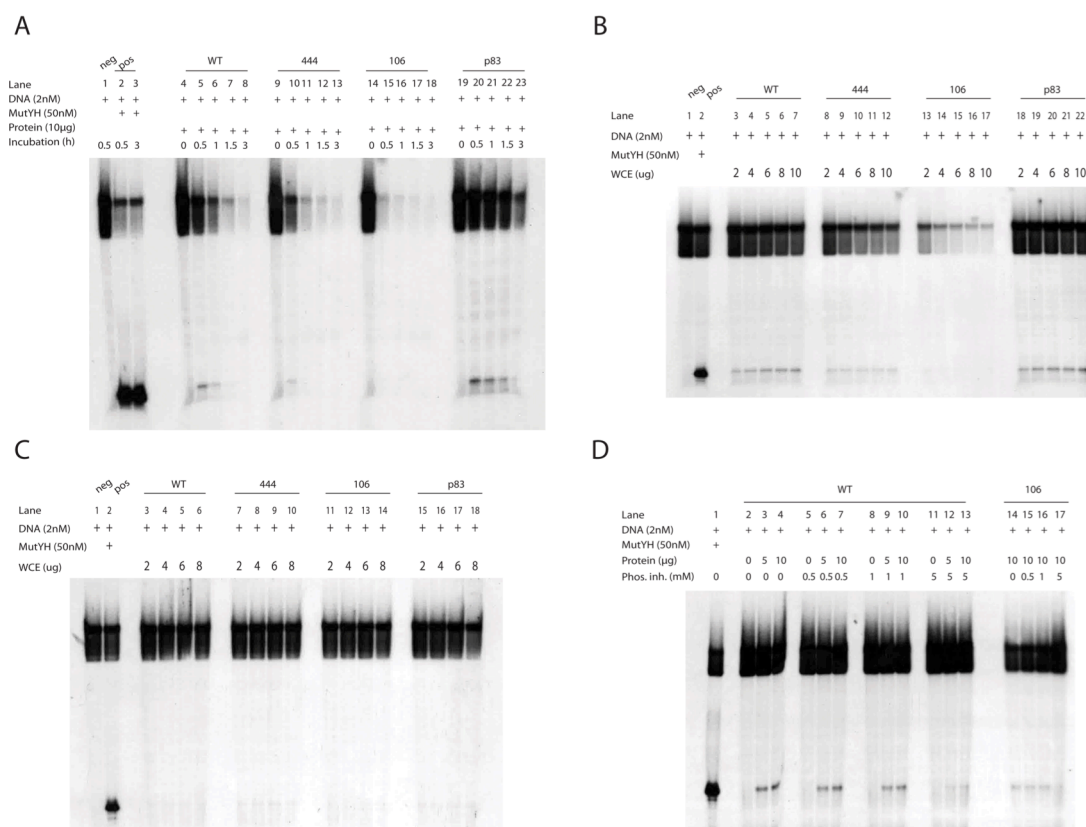 A
neg pos WT 444 106 p83
Lane 1 2 3 4 5 6 7 8 9 10 11 12 13 14 15 16 17 18 19 20 21 22 23
DNA (2nM) + + + + + + + + + + + + + + + + + + + + + + +
MutYH (50nM) + +
Protein (10µg) + + + + + + + + + + + + + + + + + + + +
Incubation (h) 0.5 0.5 3 0 0.5 1 1.5 3 0 0.5 1 1.5 3 0 0.5 1 1.5 3 0 0.5 1 1.5 3
B
neg pos WT 444 106 p83
Lane 1 2 3 4 5 6 7 8 9 10 11 12 13 14 15 16 17 18 19 20 21 22
DNA (2nM) + + + + + + + + + + + + + + + + + + + + + +
MutYH (50nM) +
WCE (ug) 2 4 6 8 10 2 4 6 8 10 2 4 6 8 10 2 4 6 8 10
C
neg pos WT 444 106 p83
Lane 1 2 3 4 5 6 7 8 9 10 11 12 13 14 15 16 17 18
DNA (2nM) + + + + + + + + + + + + + + + + + +
MutYH (50nM) +
WCE (ug) 2 4 6 8 2 4 6 8 2 4 6 8 2 4 6 8
D
WT 106
Lane 1 2 3 4 5 6 7 8 9 10 11 12 13 14 15 16 17
DNA (2nM) + + + + + + + + + + + + + + + + +
MutYH (50nM) +
Protein (µg) 0 5 10 0 5 10 0 5 10 0 5 10 10 10 10 10
Phos. inh. (mM) 0 0 0 0 0.5 0.5 0.5 1 1 1 5 5 5 0 0.5 1 5